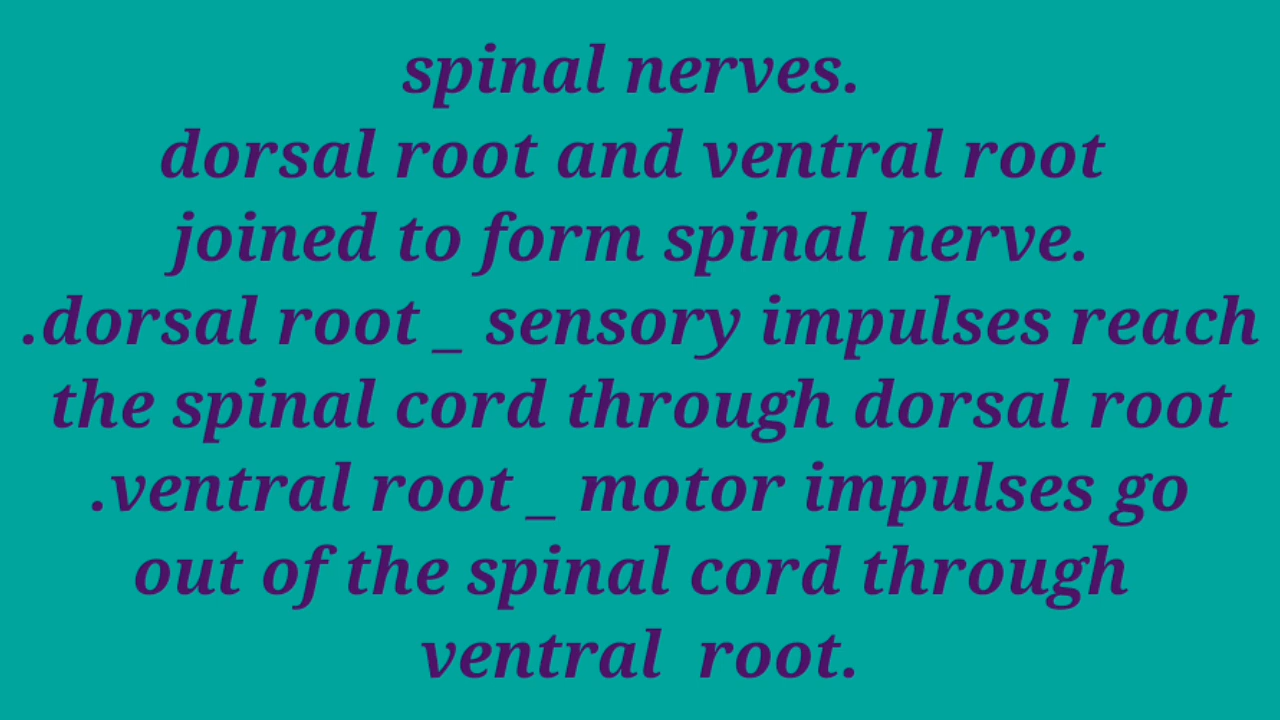 spinal nerves.
dorsal root and ventral root
joined to form spinal nerve.
.dorsal root _ sensory impulses reach
the spinal cord through dorsal root
.ventral root _ motor impulses go
out of the spinal cord through
ventral  root.